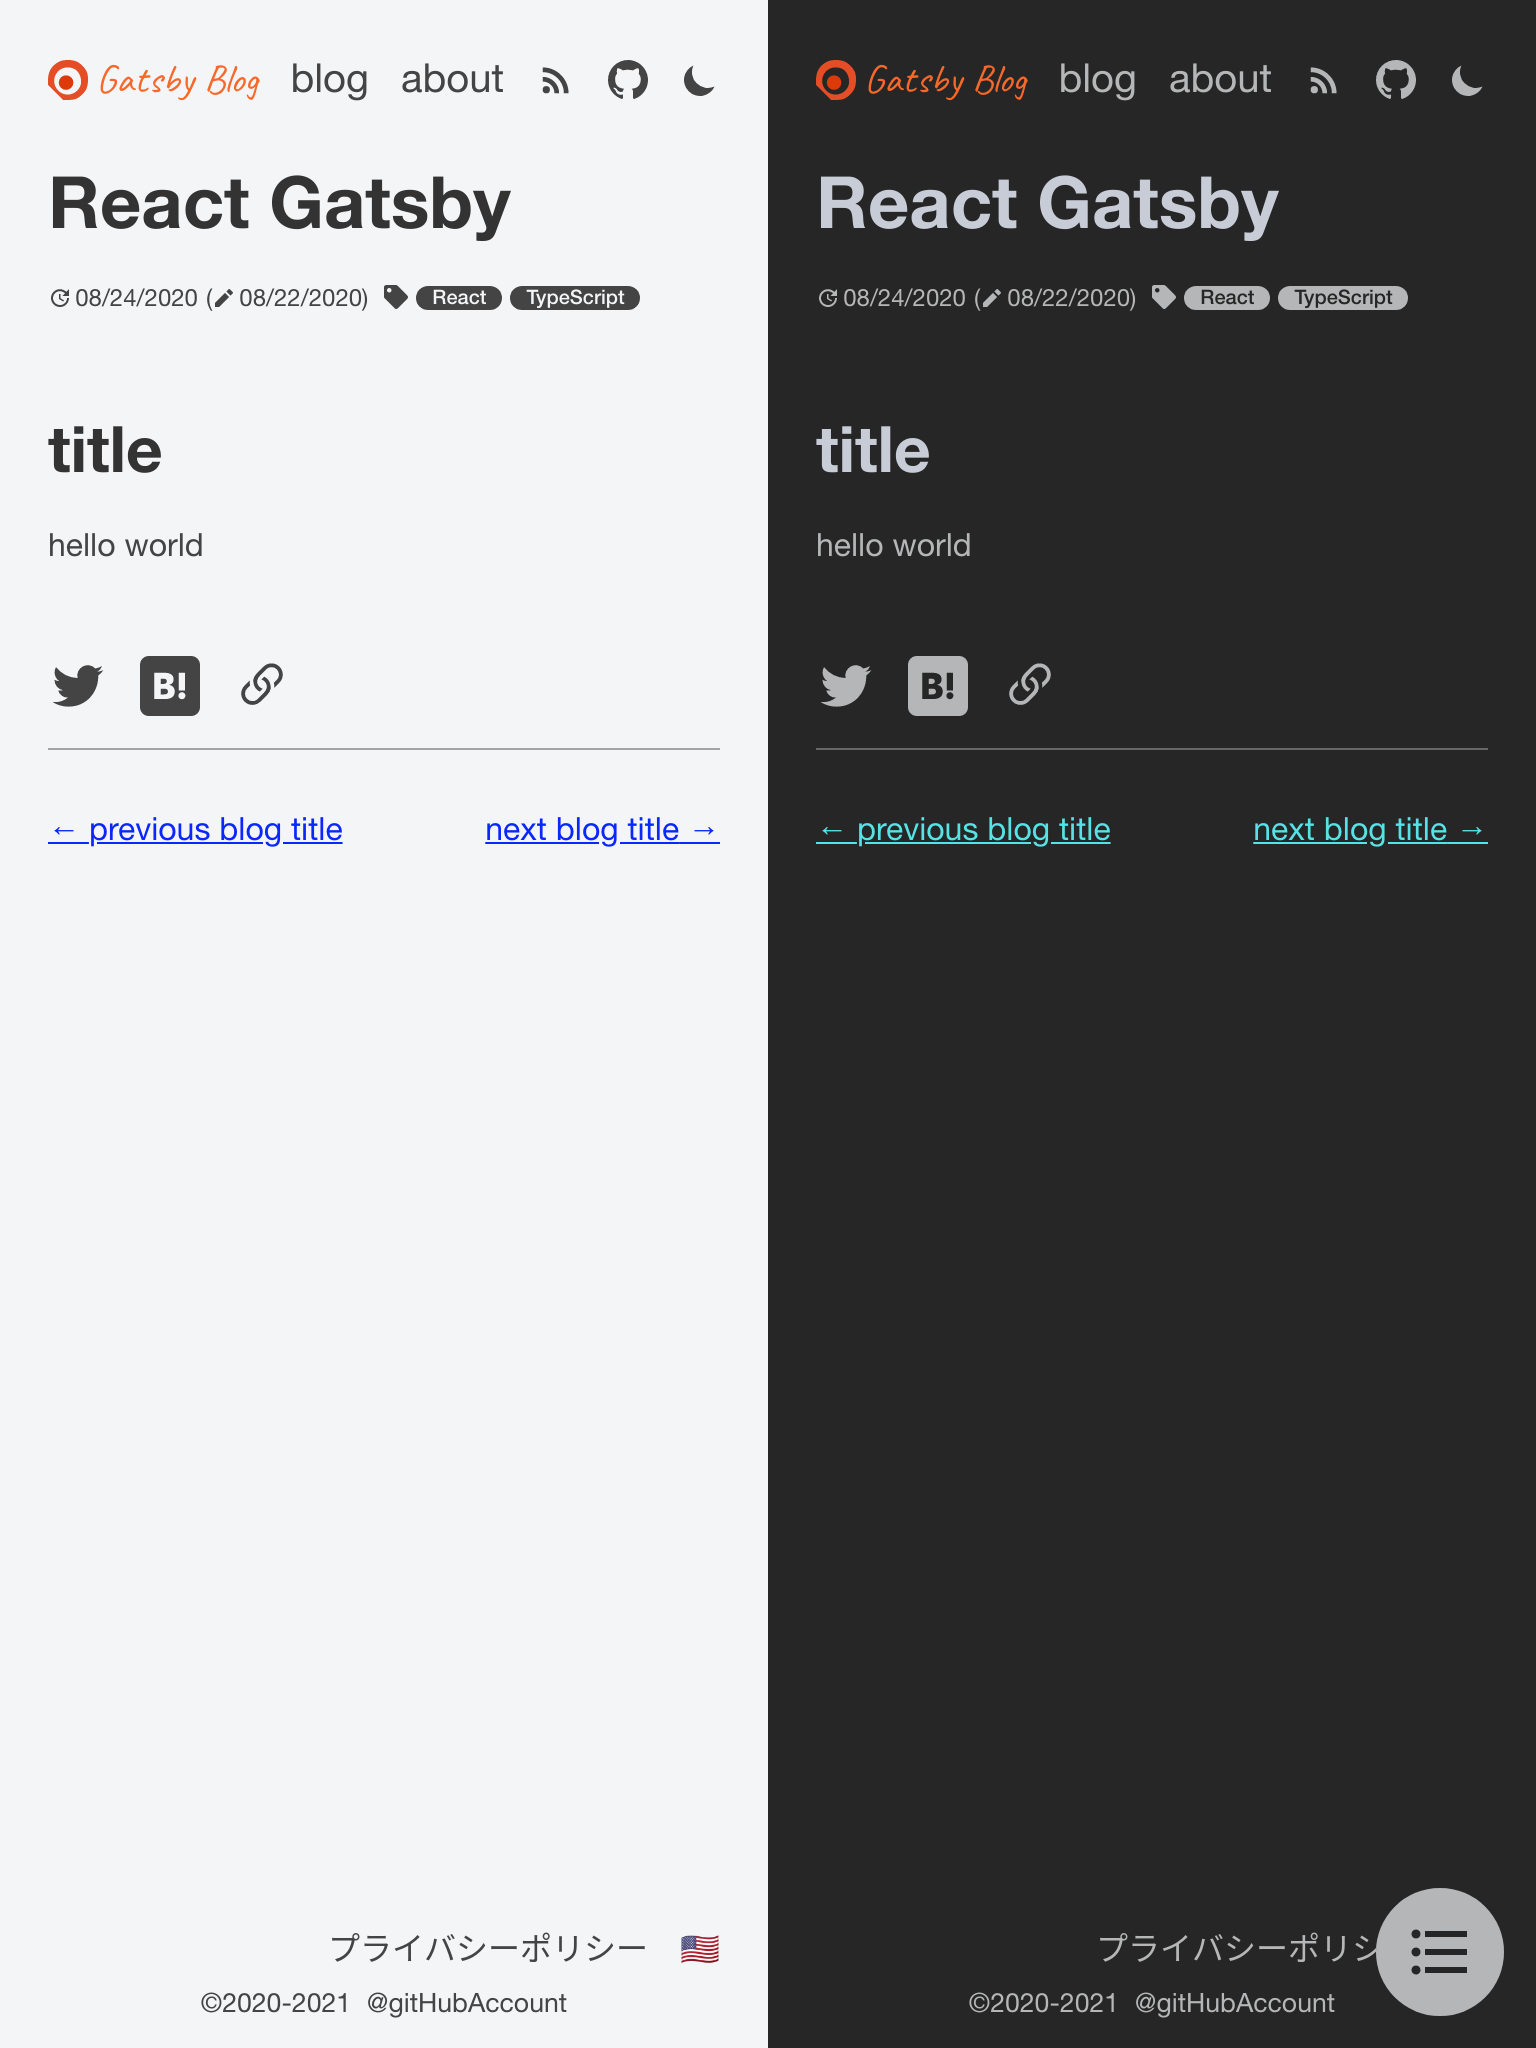 Gatsby Blog blog about
React Gatsby
08/24/2020 ( 08/22/2020) React TypeScript
title
hello world
B!
← previous blog title next blog title →
プライバシーポリシー 🇺🇸
©2020-2021 @gitHubAccount
Gatsby Blog blog about
React Gatsby
08/24/2020 ( 08/22/2020) React TypeScript
title
hello world
B!
← previous blog title next blog title →
プライバシーポリシ
©2020-2021 @gitHubAccount